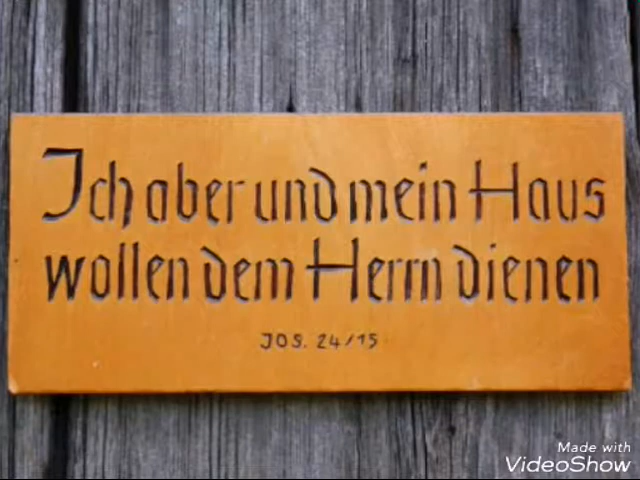 Ich aber und mein Haus
wollen dem Herrn dienen
JOS. 24/15
Made with
VideoShow